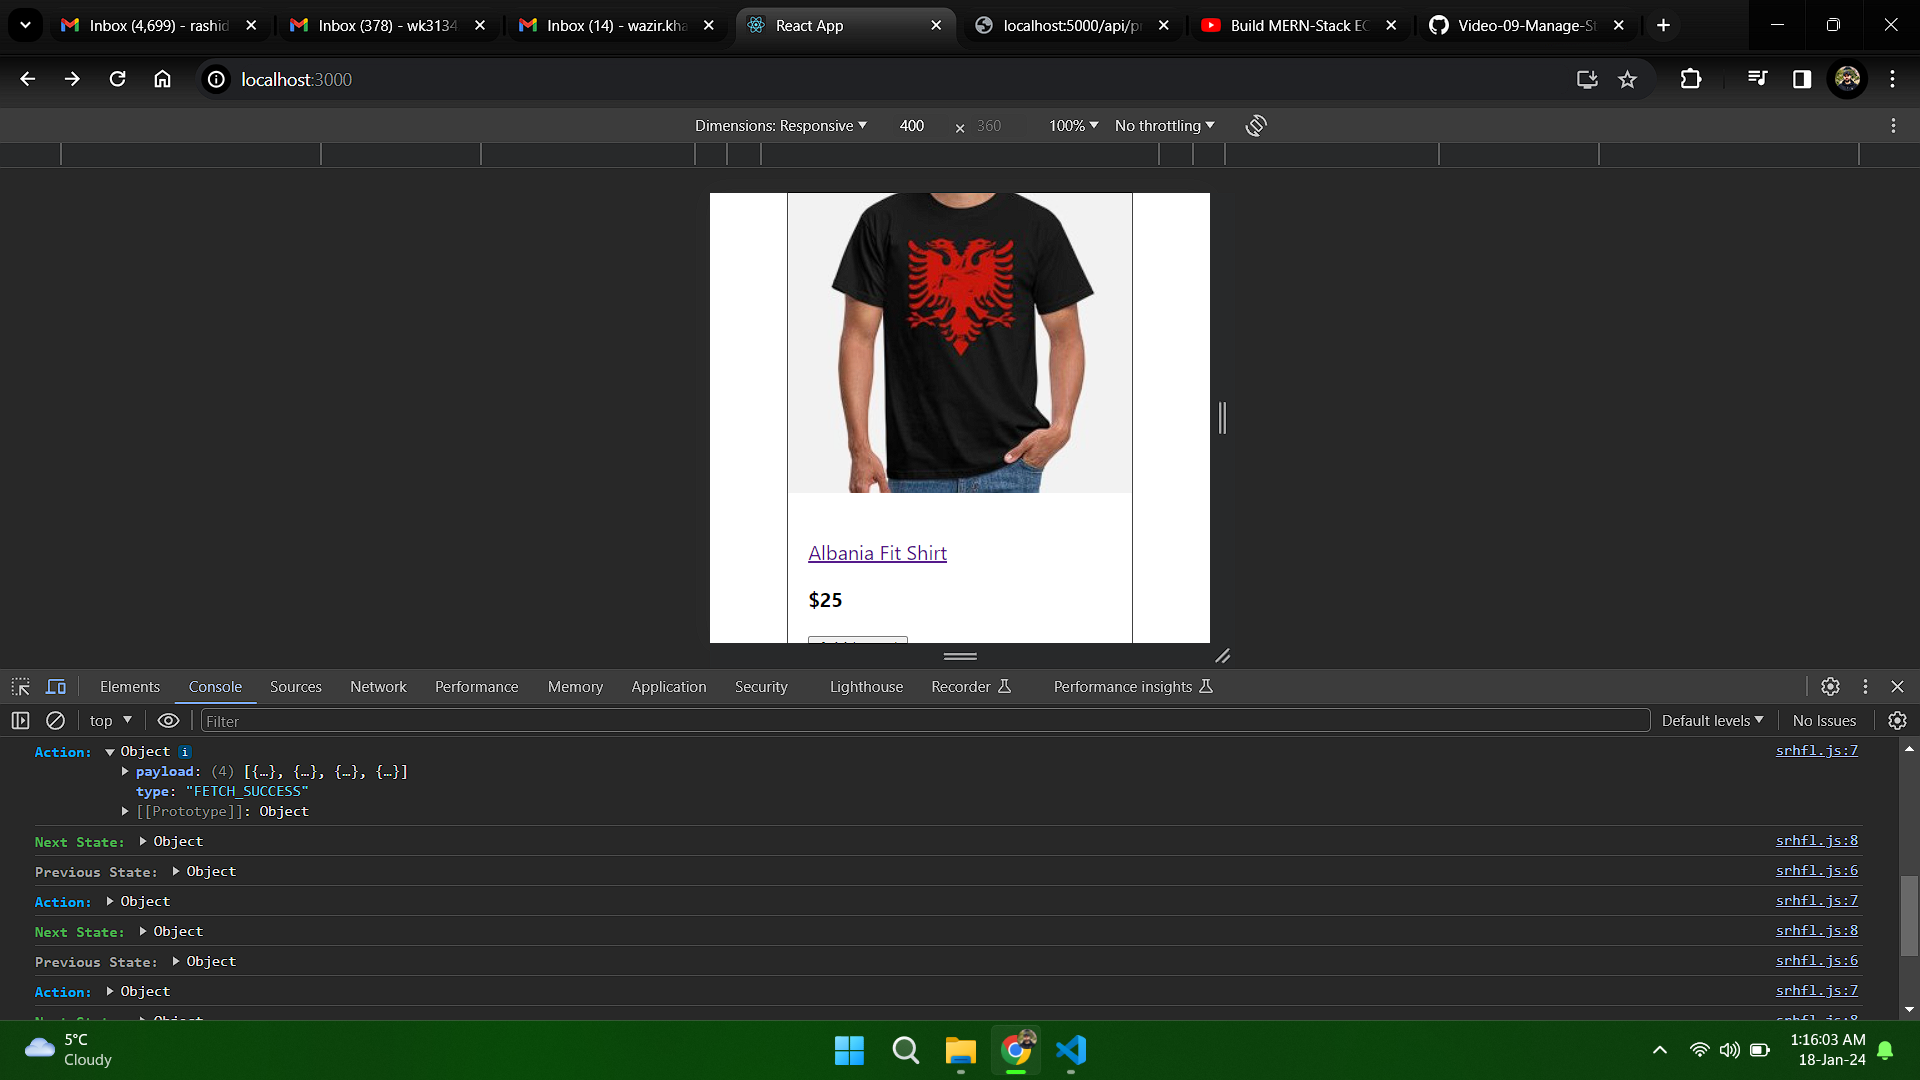 Inbox (4,699) - rashid
Inbox (378) - wk3134
Inbox (14) - wazir.kha
React App
localhost:5000/api/pr
Build MERN-Stack EC
Video-09-Manage-St
localhost:3000
Dimensions: Responsive
400
×
360
100%
No throttling
Albania Fit Shirt
$25
Elements
Console
Sources
Network
Performance
Memory
Application
Security
Lighthouse
Recorder
Performance insights
top
Filter
Default levels
No Issues
Action: Object i srhfl.js:7
payload: (4) [{…}, {…}, {…}, {…}]
type: "FETCH_SUCCESS"
[[Prototype]]: Object
Next State: Object srhfl.js:8
Previous State: Object srhfl.js:6
Action: Object srhfl.js:7
Next State: Object srhfl.js:8
Previous State: Object srhfl.js:6
Action: Object srhfl.js:7
5°C
Cloudy
1:16:03 AM
18-Jan-24